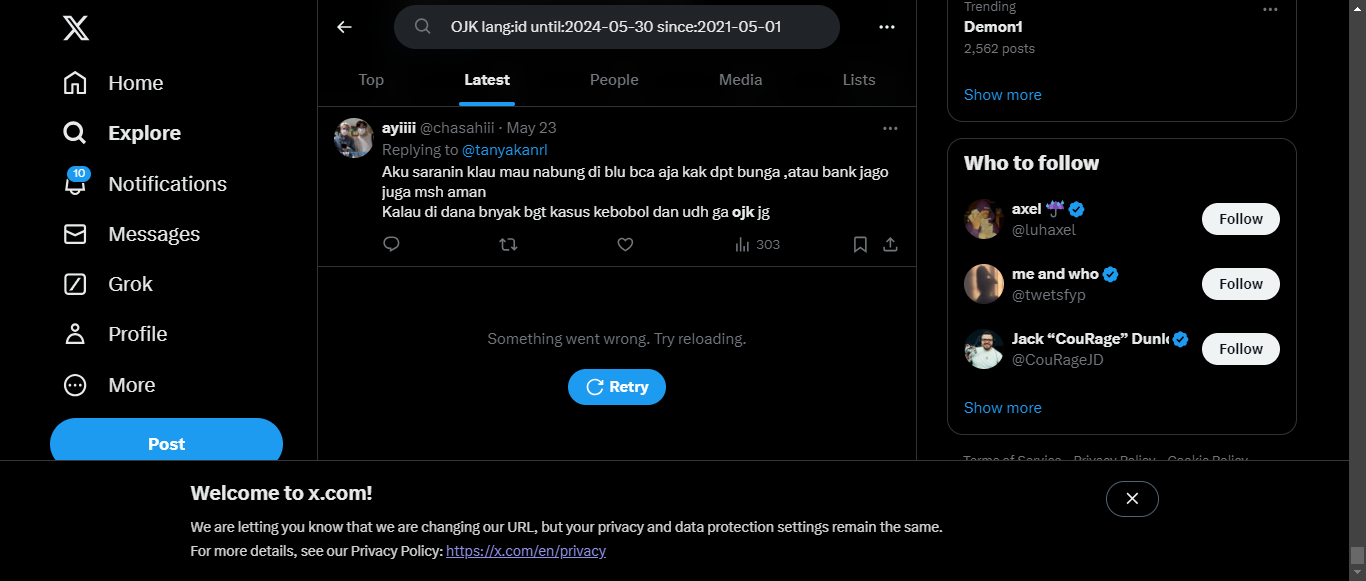 Home
Explore
10
Notifications
Messages
Grok
Profile
More
Post
OJK lang:id until:2024-05-30 since:2021-05-01
Top
Latest
People
Media
Lists
ayiiii @chasahiii · May 23
Replying to @tanyakanrl
Aku saranin klau mau nabung di blu bca aja kak dpt bunga ,atau bank jago
juga msh aman
Kalau di dana bnyak bgt kasus kebobol dan udh ga ojk jg
303
Something went wrong. Try reloading.
Retry
Trending
Demon1
2,562 posts
Show more
Who to follow
axel
@luhaxel
Follow
me and who
@twetsfyp
Follow
Jack “CouRage” Dunl
@CouRageJD
Follow
Show more
Terms of Service Privacy Policy Cookie Policy
Welcome to x.com!
We are letting you know that we are changing our URL, but your privacy and data protection settings remain the same.
For more details, see our Privacy Policy: https://x.com/en/privacy